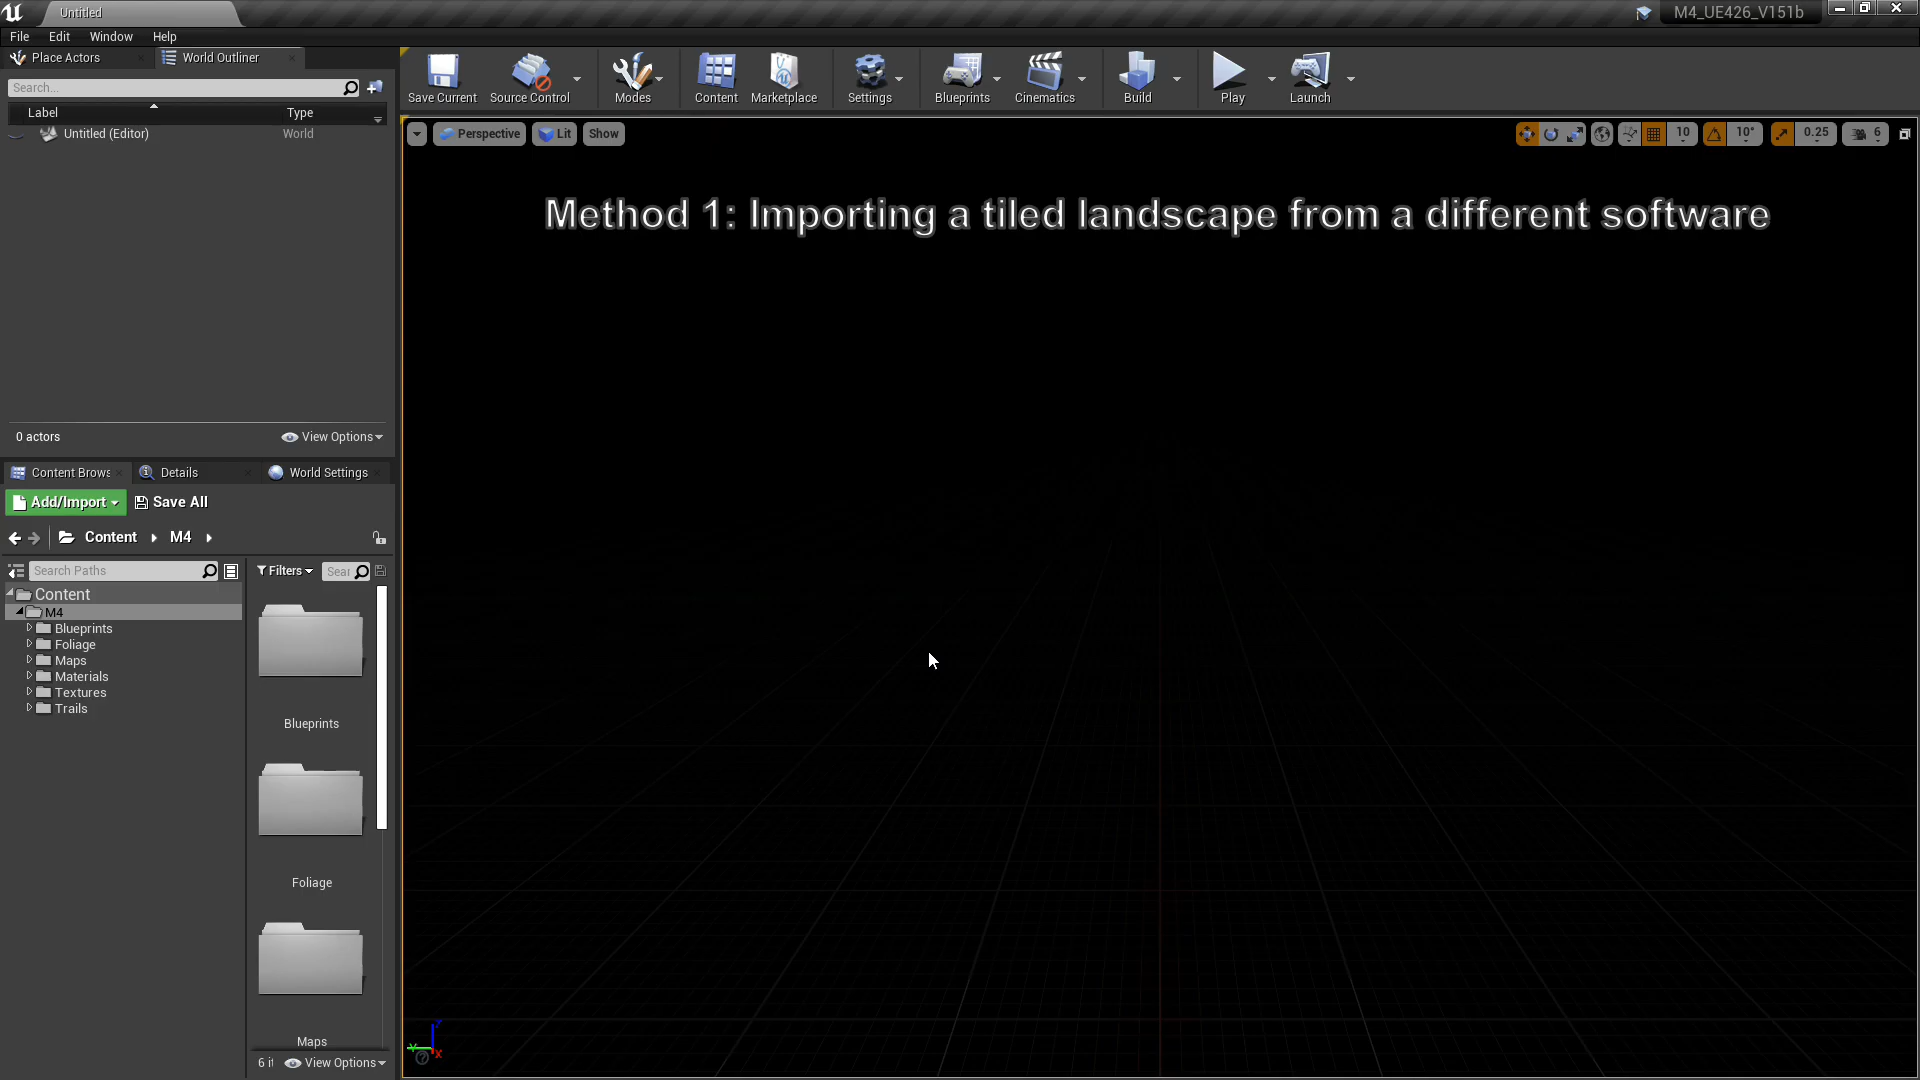 Untitled
M4_UE426_V151b
File Edit Window Help
Place Actors
World Outliner
Search...
Label Type
Untitled (Editor) World
0 actors
View Options
Save Current
Source Control
Modes
Content
Marketplace
Settings
Blueprints
Cinematics
Build
Play
Launch
Perspective
Lit
Show
10
10°
0.25
6
Method 1: Importing a tiled landscape from a different software
Content Brows
Details
World Settings
Add/Import
Save All
Content
M4
Search Paths
Filters
Sear
Content
M4
Blueprints
Foliage
Maps
Materials
Textures
Trails
Blueprints
Foliage
Maps
6 it
View Options
Z
Y
X